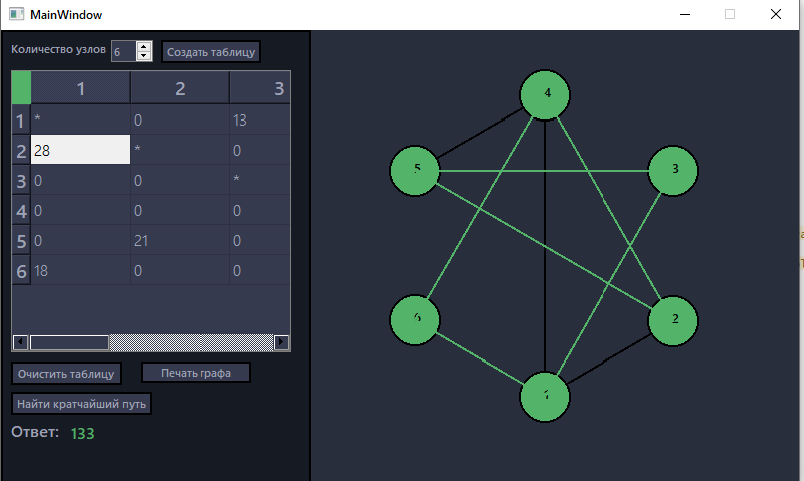 MainWindow
Количество узлов 6 Создать таблицу
1 2 3
1 * 0 13
2 28 * 0
3 0 0 *
4 0 0 0
5 0 21 0
6 18 0 0
Очистить таблицу Печать графа
Найти кратчайший путь
Ответ: 133
4
5 3
6 2
1